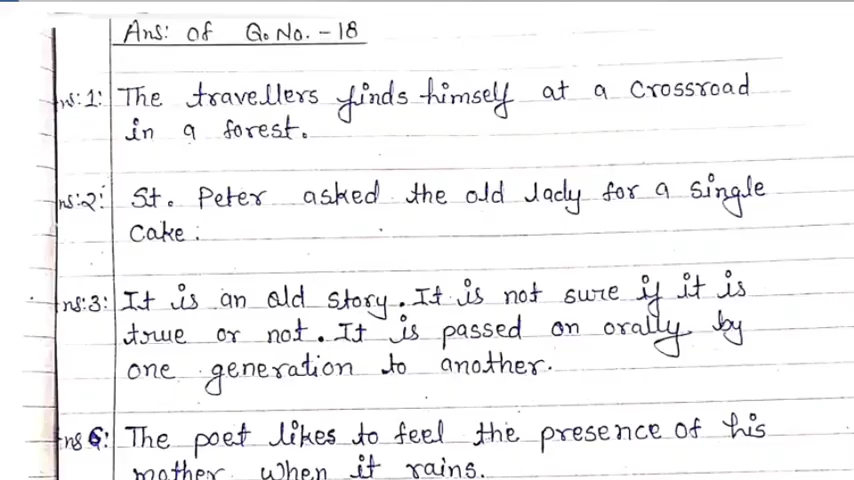 Ans: of Q. No. - 18
ns:1: The travellers finds himself at a crossroad
in a forest.
ns:2: St. Peter asked the old lady for a single
cake.
ns:3: It is an old story. It is not sure if it is
true or not. It is passed on orally by
one generation to another.
ns 6: The poet likes to feel the presence of his
mother when it rains.